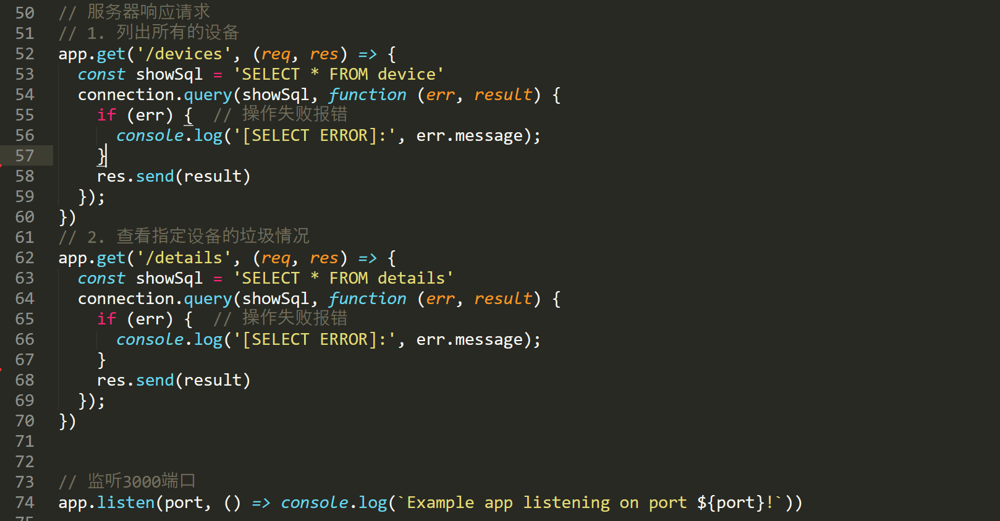 50 // 服务器响应请求
51 // 1. 列出所有的设备
52 app.get('/devices', (req, res) => {
53   const showSql = 'SELECT * FROM device'
54   connection.query(showSql, function (err, result) {
55     if (err) {  // 操作失败报错
56       console.log('[SELECT ERROR]:', err.message);
57     }
58     res.send(result)
59   });
60 })
61 // 2. 查看指定设备的垃圾情况
62 app.get('/details', (req, res) => {
63   const showSql = 'SELECT * FROM details'
64   connection.query(showSql, function (err, result) {
65     if (err) {  // 操作失败报错
66       console.log('[SELECT ERROR]:', err.message);
67     }
68     res.send(result)
69   });
70 })
71
72
73 // 监听3000端口
74 app.listen(port, () => console.log(`Example app listening on port ${port}!`))
75